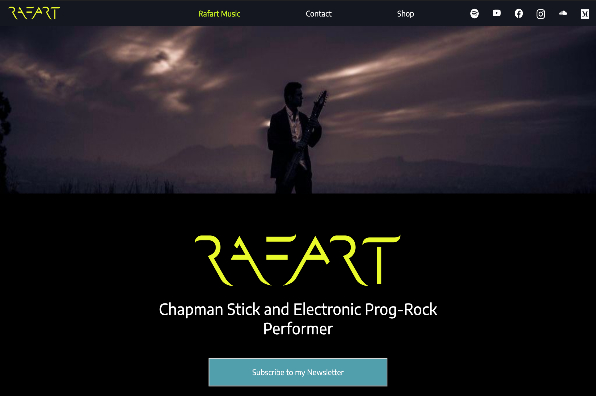 RAFART
Rafart Music
Contact
Shop
RAFART
Chapman Stick and Electronic Prog-Rock
Performer
Subscribe to my Newsletter